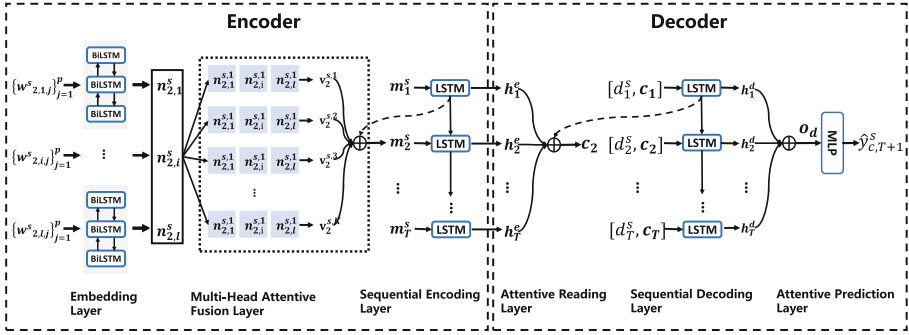 Encoder
Decoder
{w^s_{2,1,j}}^p_{j=1}
BiLSTM
BiLSTM
BiLSTM
n^s_{2,1}
{w^s_{2,i,j}}^p_{j=1}
⋮
n^s_{2,i}
{w^s_{2,l,j}}^p_{j=1}
BiLSTM
BiLSTM
BiLSTM
n^s_{2,l}
n^{s,1}_{2,1} n^{s,1}_{2,i} n^{s,1}_{2,l} v^{s,1}_2
n^{s,1}_{2,1} n^{s,1}_{2,i} n^{s,1}_{2,l} v^{s,2}_2
n^{s,1}_{2,1} n^{s,1}_{2,i} n^{s,1}_{2,l} v^{s,3}_2
⋮
n^{s,1}_{2,1} n^{s,1}_{2,i} n^{s,1}_{2,l}
m^s_1 LSTM h^e_1
m^s_2 LSTM h^e_2
⋮ ⋮ ⋮
m^s_T LSTM h^e_T
c_2
[d^s_1, c_1] LSTM h^d_1
[d^s_2, c_2] LSTM h^d_2
⋮ ⋮ ⋮
[d^s_T, c_T] LSTM h^d_T
o_d
MLP
ŷ^s_{c,T+1}
Embedding
Layer
Multi-Head Attentive
Fusion Layer
Sequential Encoding
Layer
Attentive Reading
Layer
Sequential Decoding
Layer
Attentive Prediction
Layer